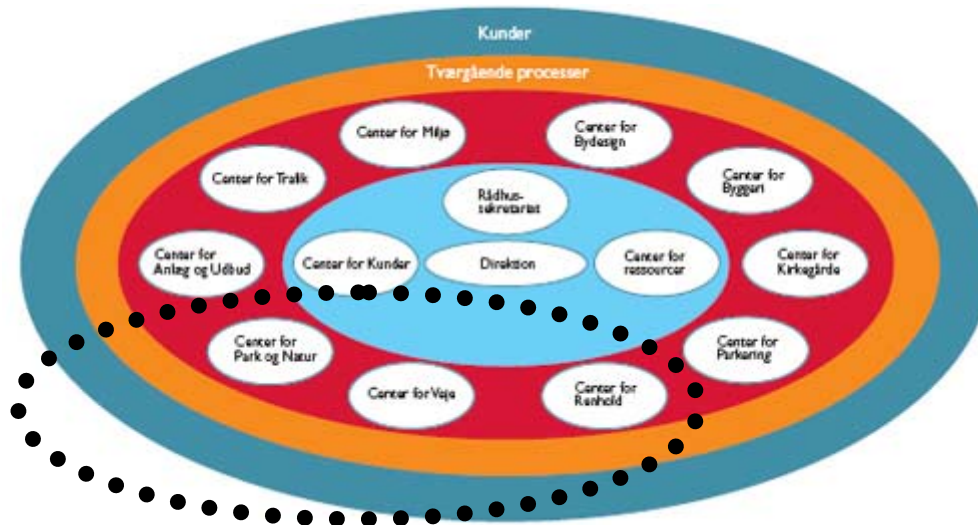 Kunder
Tværgående processer
Center for Miljø
Center for
Bydesign
Center for Trafik
Center for
Byggeri
Rådhus-
sekretariat
Center for
Anlæg og Udbud
Center for Kunder
Direktion
Center for
ressourcer
Center for
Kirkegårde
Center for
Park og Natur
Center for
Parkering
Center for Veje
Center for
Renhold